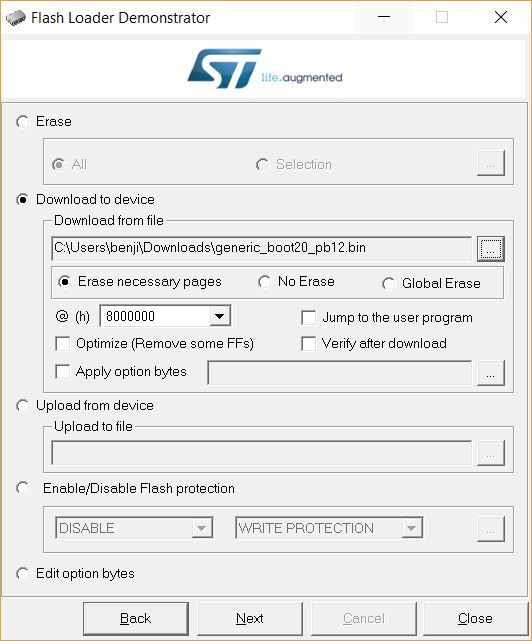 Flash Loader Demonstrator
ST life.augmented
Erase
All Selection ...
Download to device
Download from file
C:\Users\benji\Downloads\generic_boot20_pb12.bin ...
Erase necessary pages No Erase Global Erase
@ (h) 8000000 Jump to the user program
Optimize (Remove some FFs) Verify after download
Apply option bytes ...
Upload from device
Upload to file
...
Enable/Disable Flash protection
DISABLE WRITE PROTECTION ...
Edit option bytes
Back Next Cancel Close